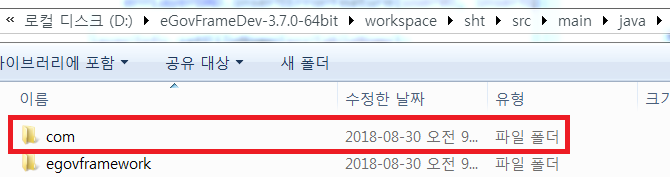 로컬 디스크 (D:) ▸ eGovFrameDev-3.7.0-64bit ▸ workspace ▸ sht ▸ src ▸ main ▸ java ▸
이브러리에 포함 ▾ 공유 대상 ▾ 새 폴더
이름 수정한 날짜 유형 크기
com 2018-08-30 오전 9... 파일 폴더
egovframework 2018-08-30 오전 9... 파일 폴더